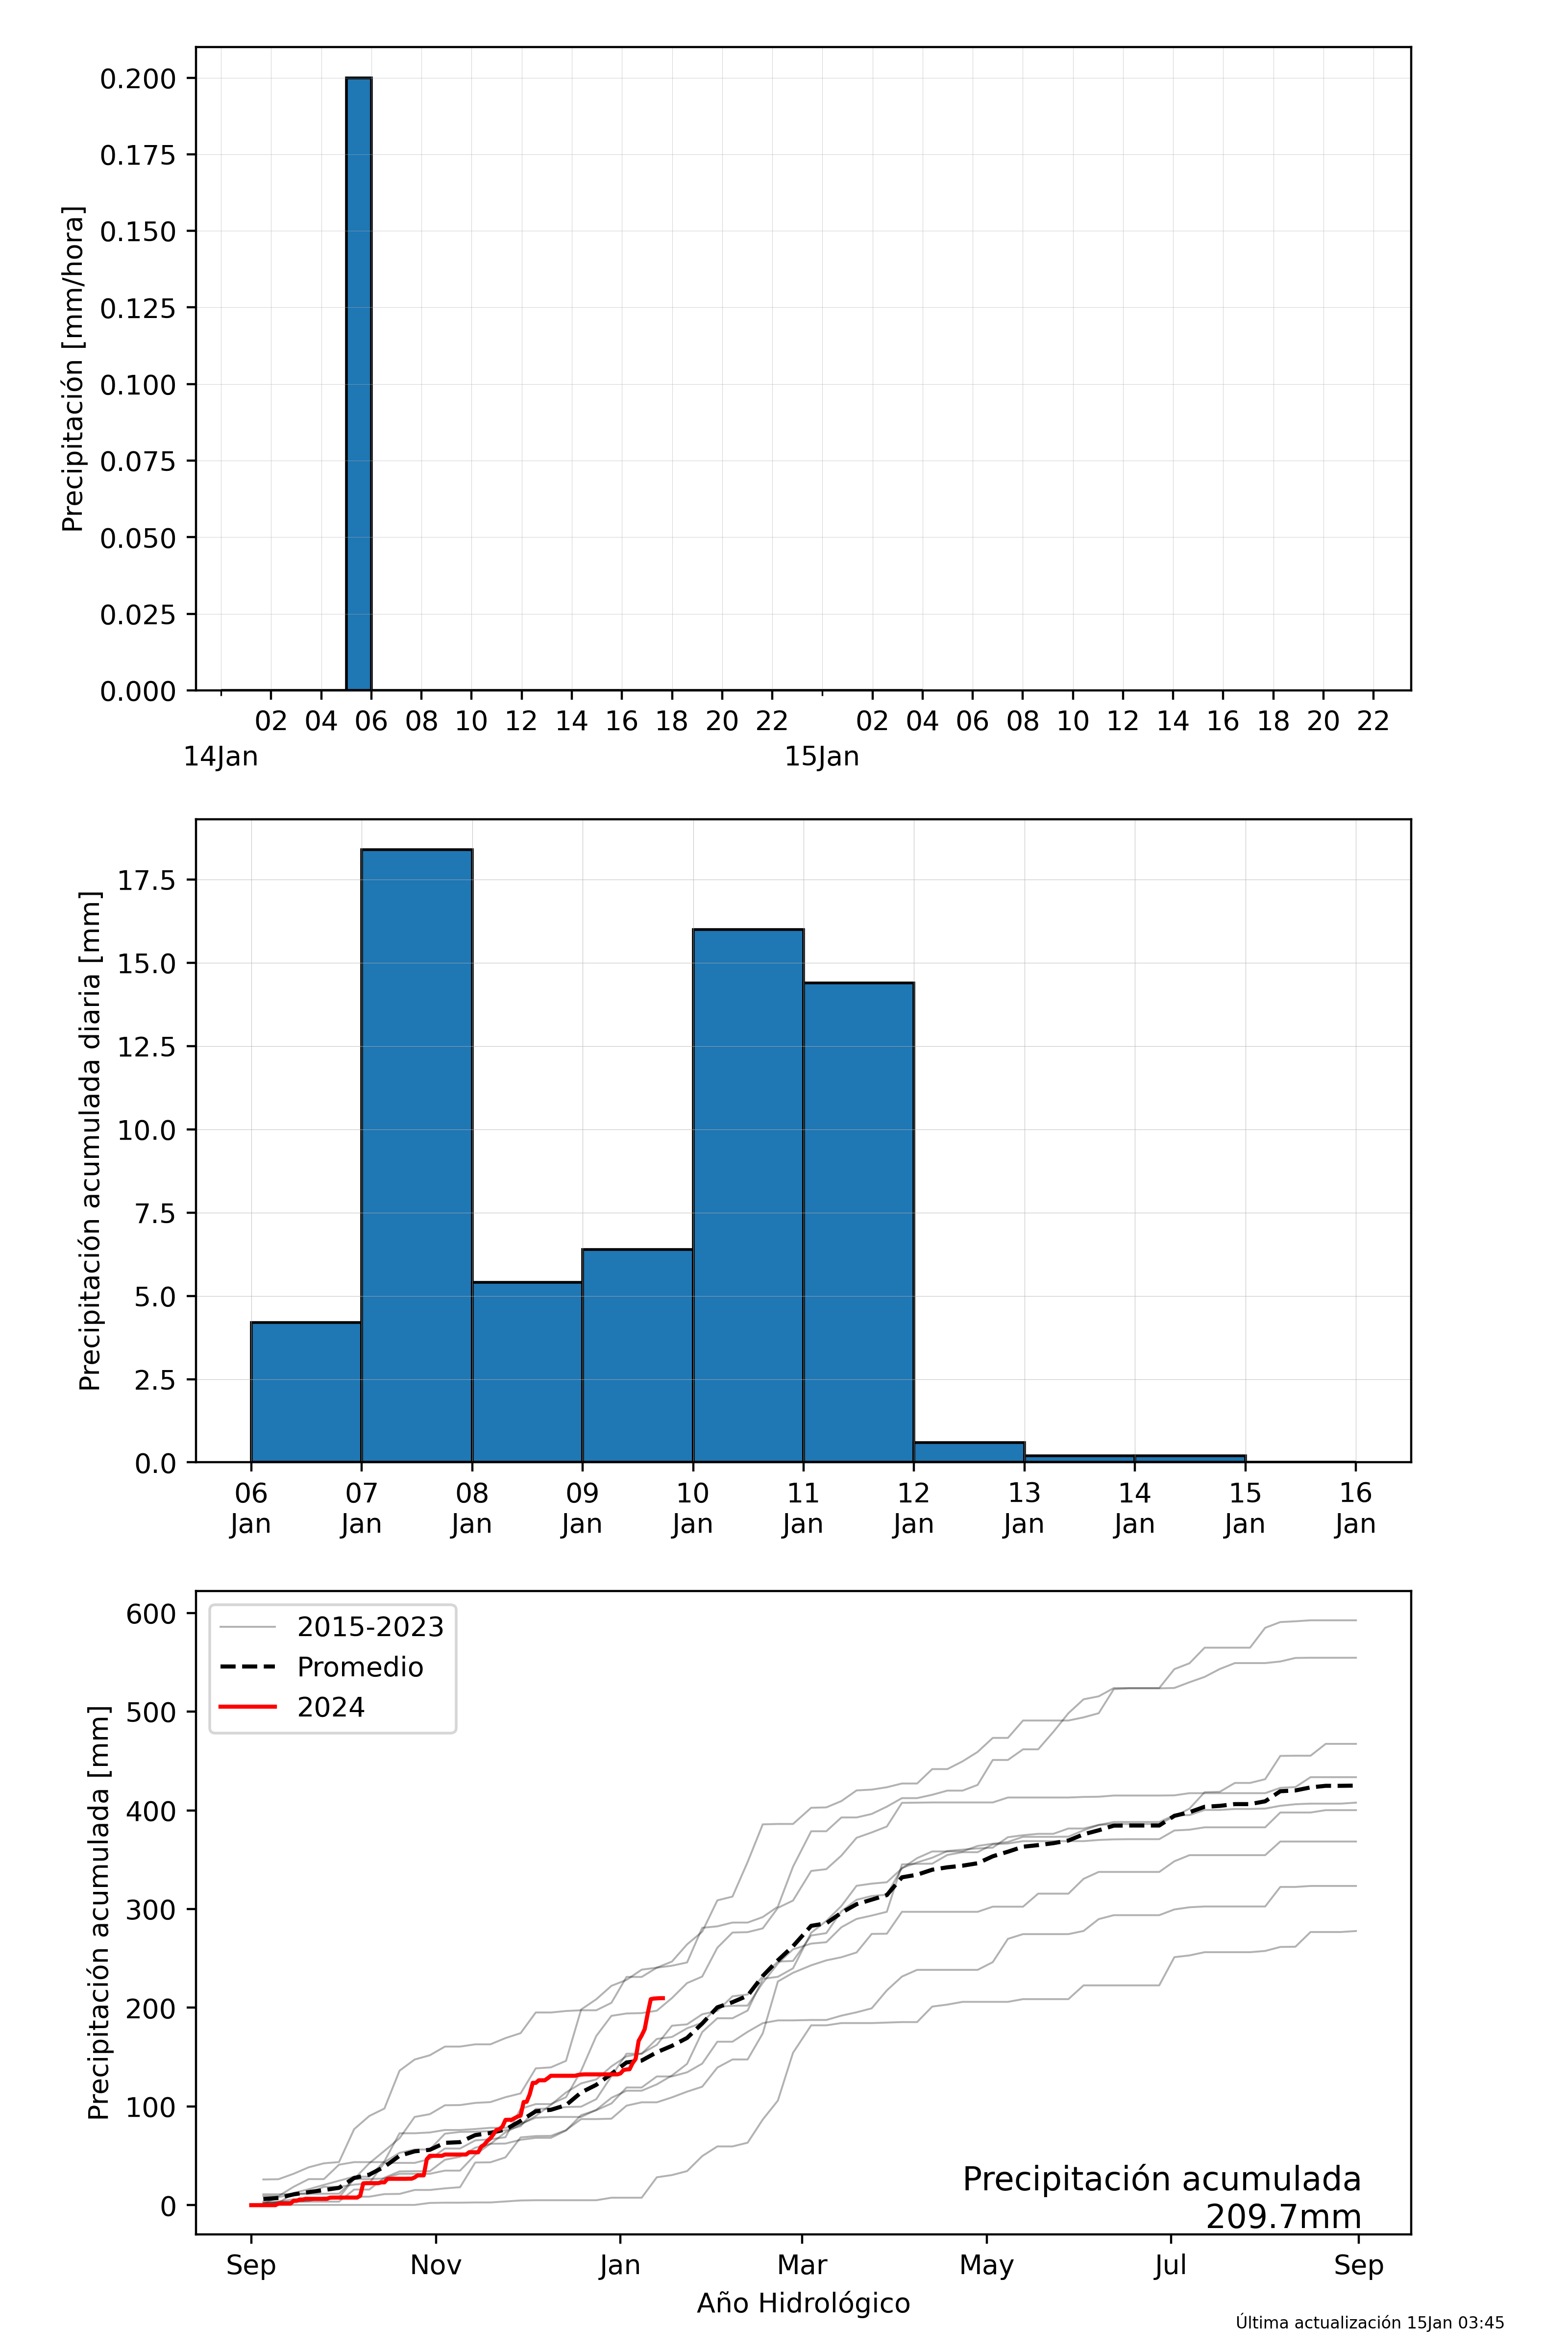 Precipitación [mm/hora]
0.200
0.175
0.150
0.125
0.100
0.075
0.050
0.025
0.000
02 04 06 08 10 12 14 16 18 20 22 02 04 06 08 10 12 14 16 18 20 22
14Jan 15Jan
Precipitación acumulada diaria [mm]
17.5
15.0
12.5
10.0
7.5
5.0
2.5
0.0
06 07 08 09 10 11 12 13 14 15 16
Jan Jan Jan Jan Jan Jan Jan Jan Jan Jan Jan
Precipitación acumulada [mm]
600
500
400
300
200
100
0
2015-2023
Promedio
2024
Precipitación acumulada
209.7mm
Sep Nov Jan Mar May Jul Sep
Año Hidrológico
Última actualización 15Jan 03:45